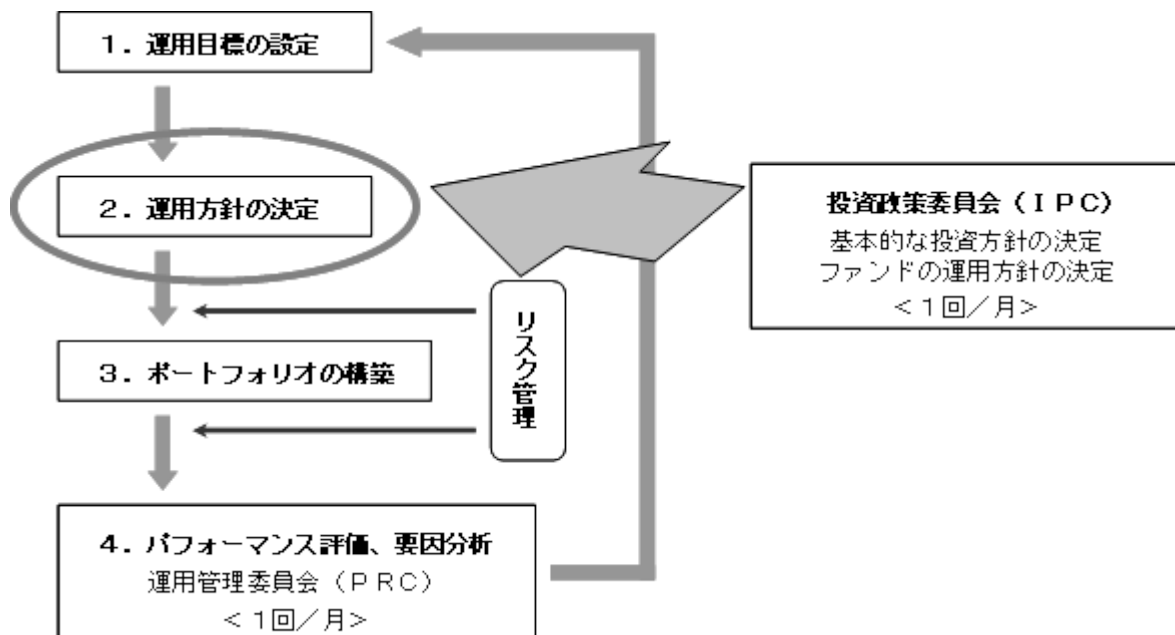 １．運用目標の設定
２．運用方針の決定
投資政策委員会（ＩＰＣ）
基本的な投資方針の決定
ファンドの運用方針の決定
＜１回／月＞
リスク管理
３．ポートフォリオの構築
４．パフォーマンス評価、要因分析
運用管理委員会（ＰＲＣ）
＜１回／月＞